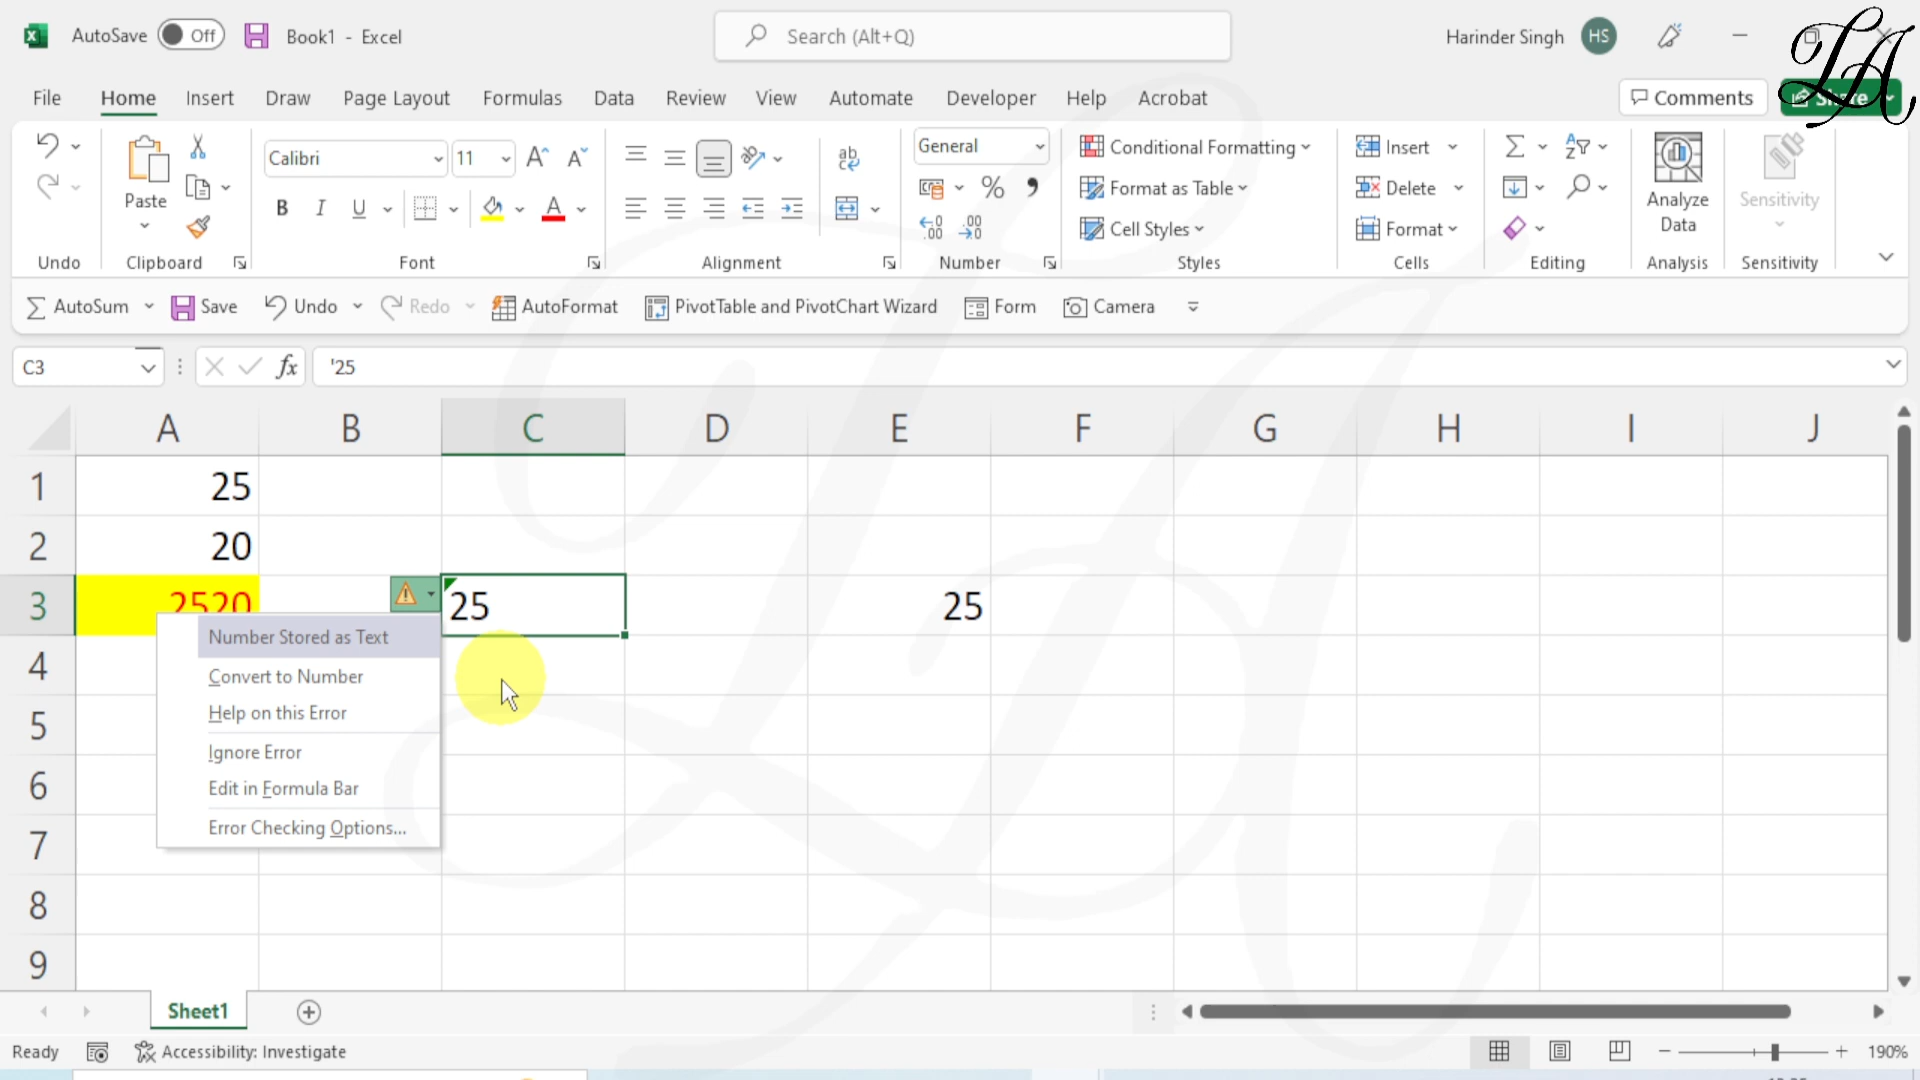 AutoSave Off Book1 - Excel Search (Alt+Q) Harinder Singh HS
LA
File Home Insert Draw Page Layout Formulas Data Review View Automate Developer Help Acrobat Comments Share
Calibri 11 General Conditional Formatting Insert
Paste Format as Table Delete Analyze Data Sensitivity
B I U Cell Styles Format
Undo Clipboard Font Alignment Number Styles Cells Editing Analysis Sensitivity
AutoSum Save Undo Redo AutoFormat PivotTable and PivotChart Wizard Form Camera
C3 fx '25
A B C D E F G H I J
1 25
2 20
3 2520 25 25
Number Stored as Text
4 Convert to Number
Help on this Error
5
Ignore Error
6 Edit in Formula Bar
7 Error Checking Options...
8
9
Sheet1
Ready Accessibility: Investigate 190%